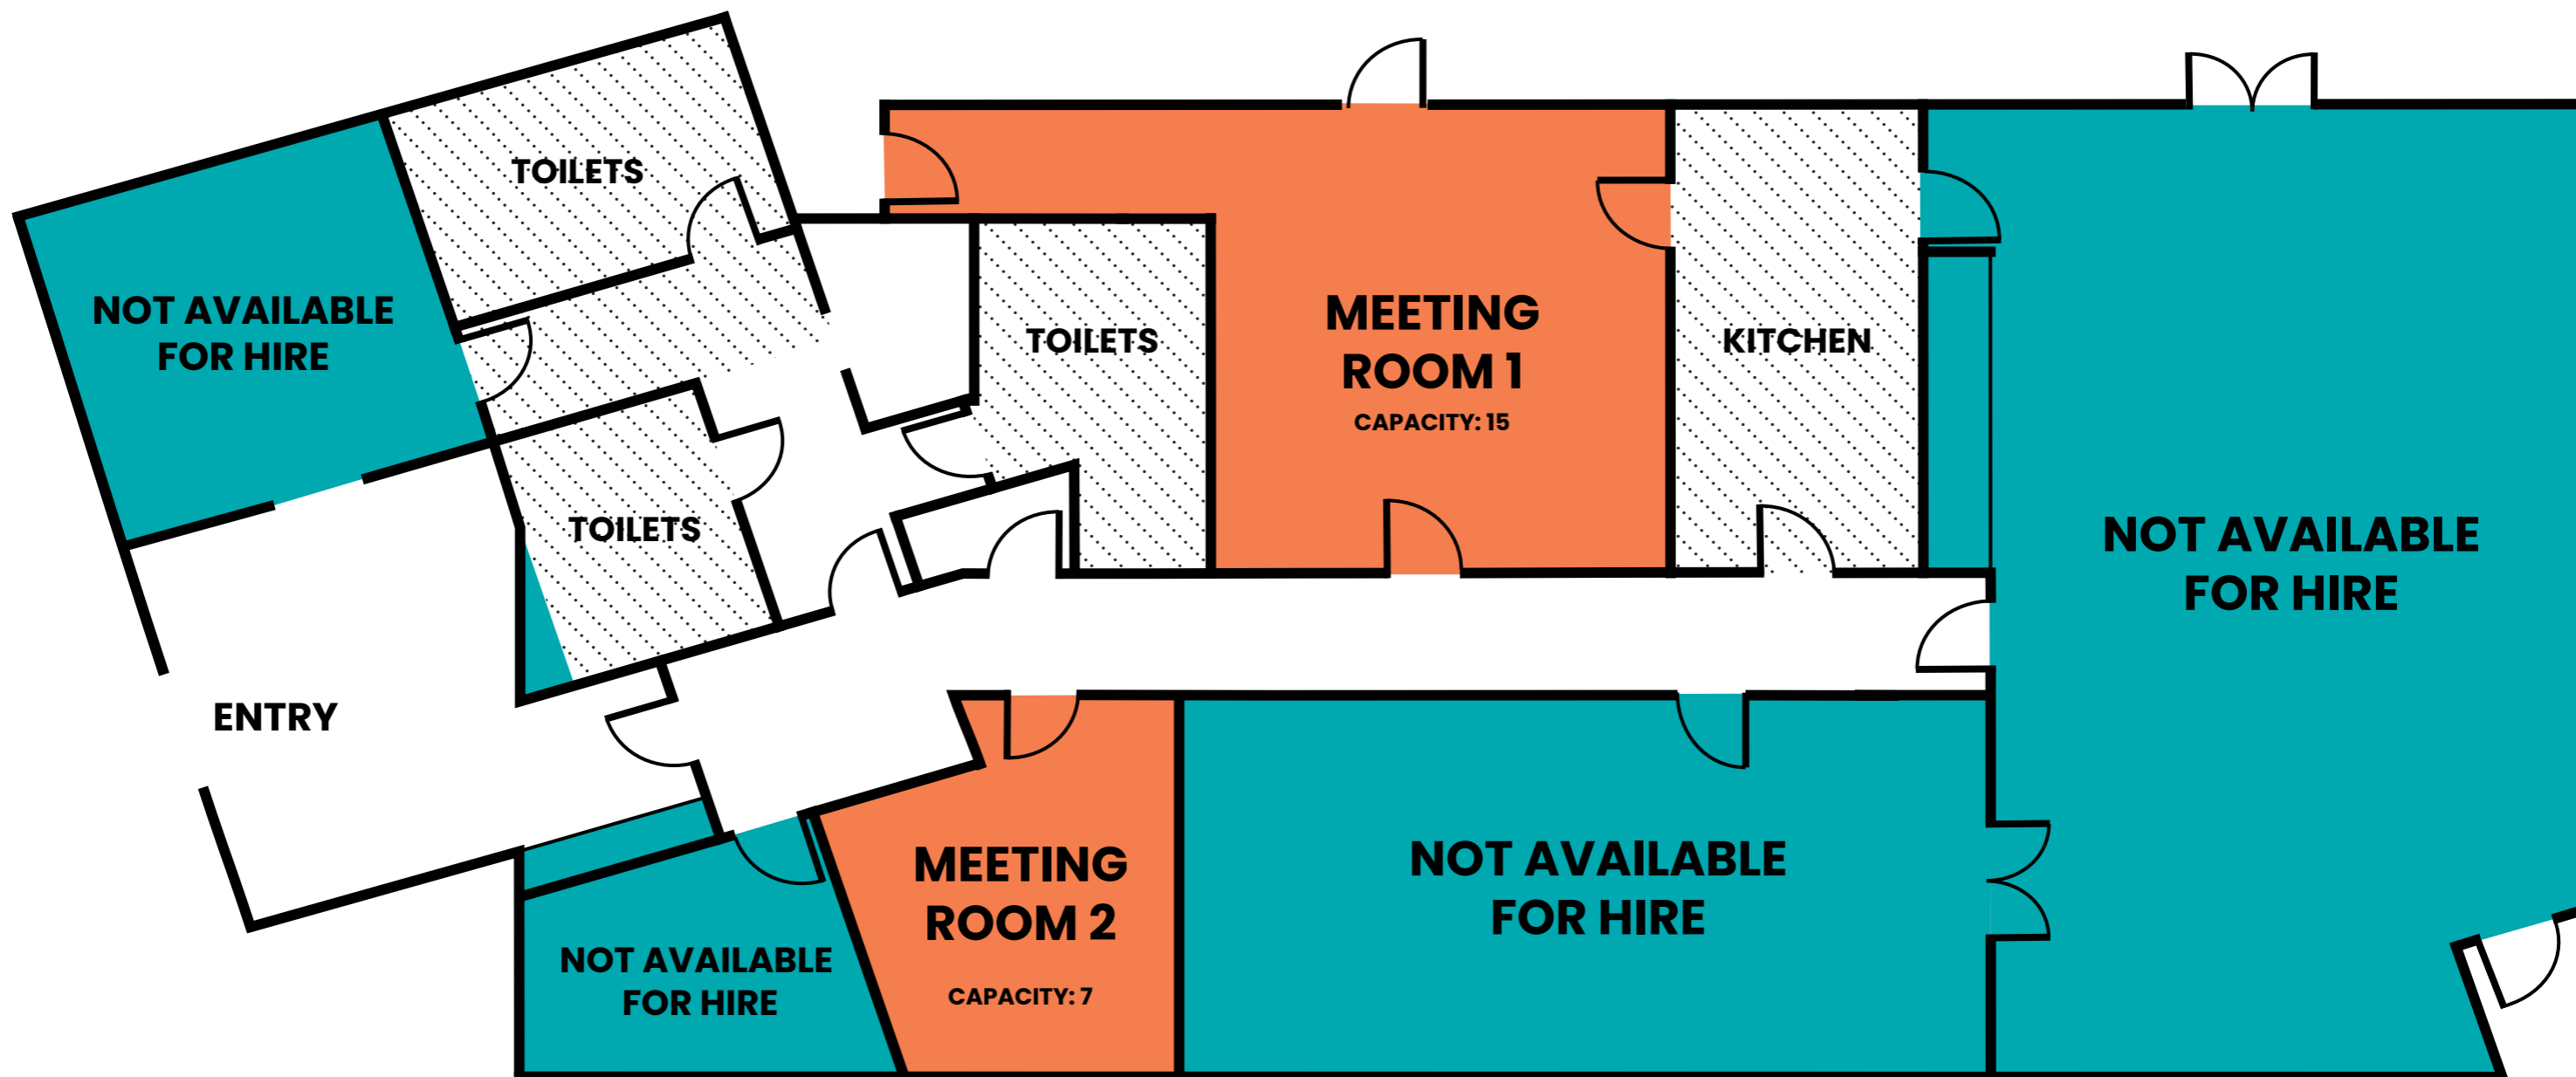 TOILETS
NOT AVAILABLE
FOR HIRE
TOILETS
MEETING
ROOM 1
CAPACITY: 15
KITCHEN
TOILETS
NOT AVAILABLE
FOR HIRE
ENTRY
MEETING
ROOM 2
CAPACITY: 7
NOT AVAILABLE
FOR HIRE
NOT AVAILABLE
FOR HIRE